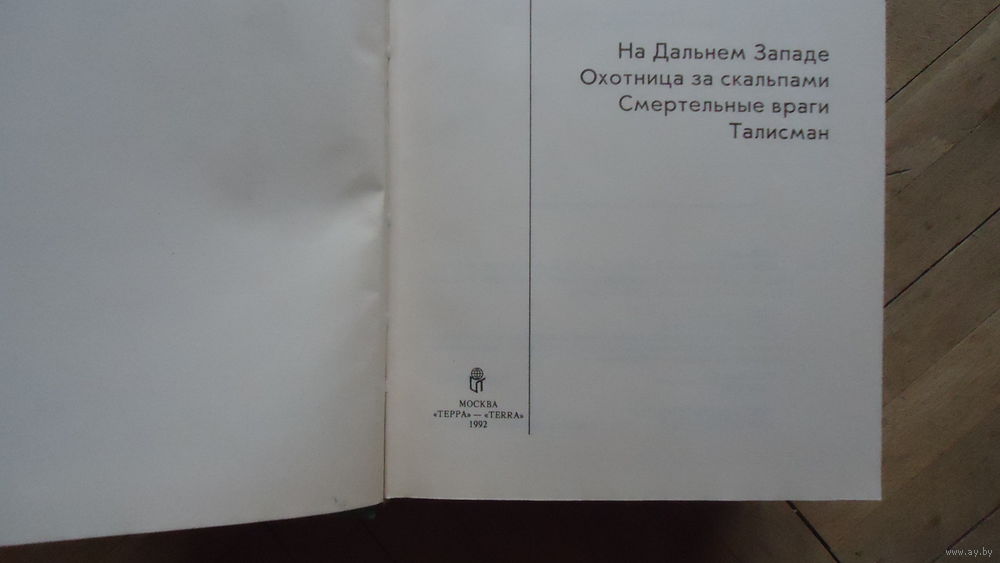 На Дальнем Западе
Охотница за скальпами
Смертельные враги
Талисман
МОСКВА
«ТЕРРА» — «TERRA»
1992
www.ay.by